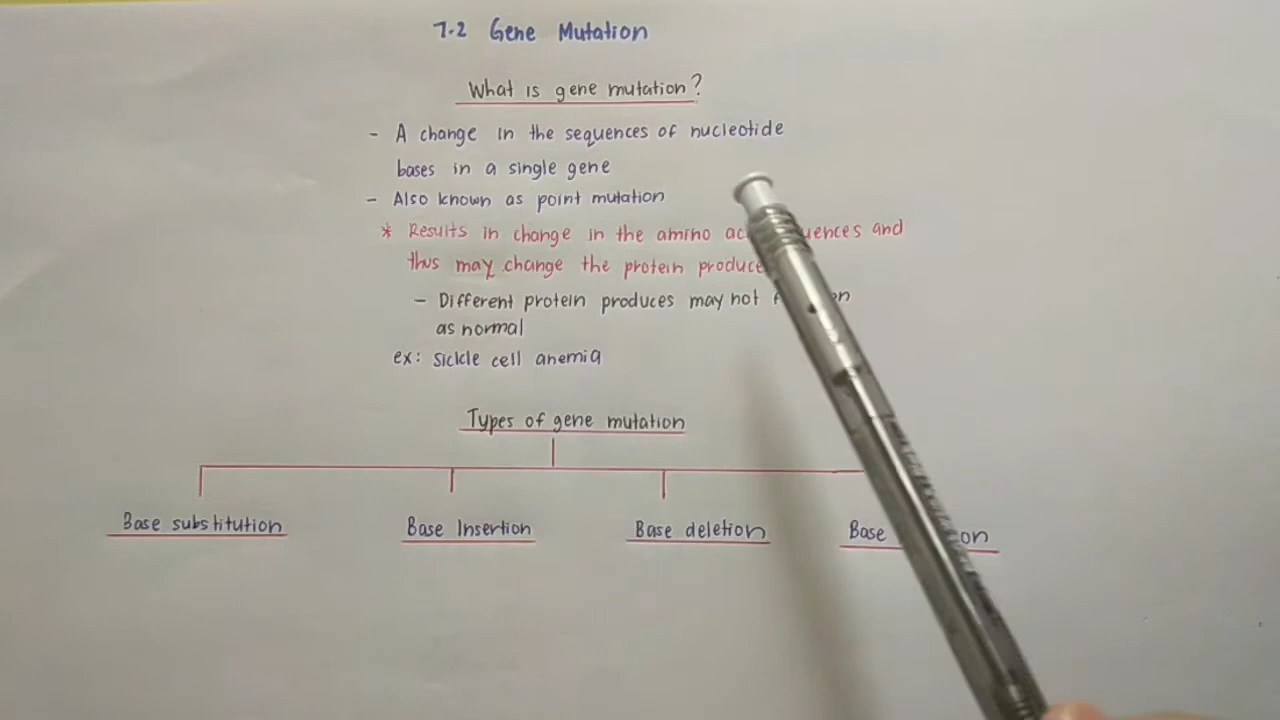 7.2 Gene Mutation
What is gene mutation?
- A change in the sequences of nucleotide
bases in a single gene
- Also known as point mutation
* Results in change in the amino and
thus may change the protein
- Different protein produces may not
as normal
ex: sickle cell anemia
Types of gene mutation
Base substitution Base Insertion Base deletion Base